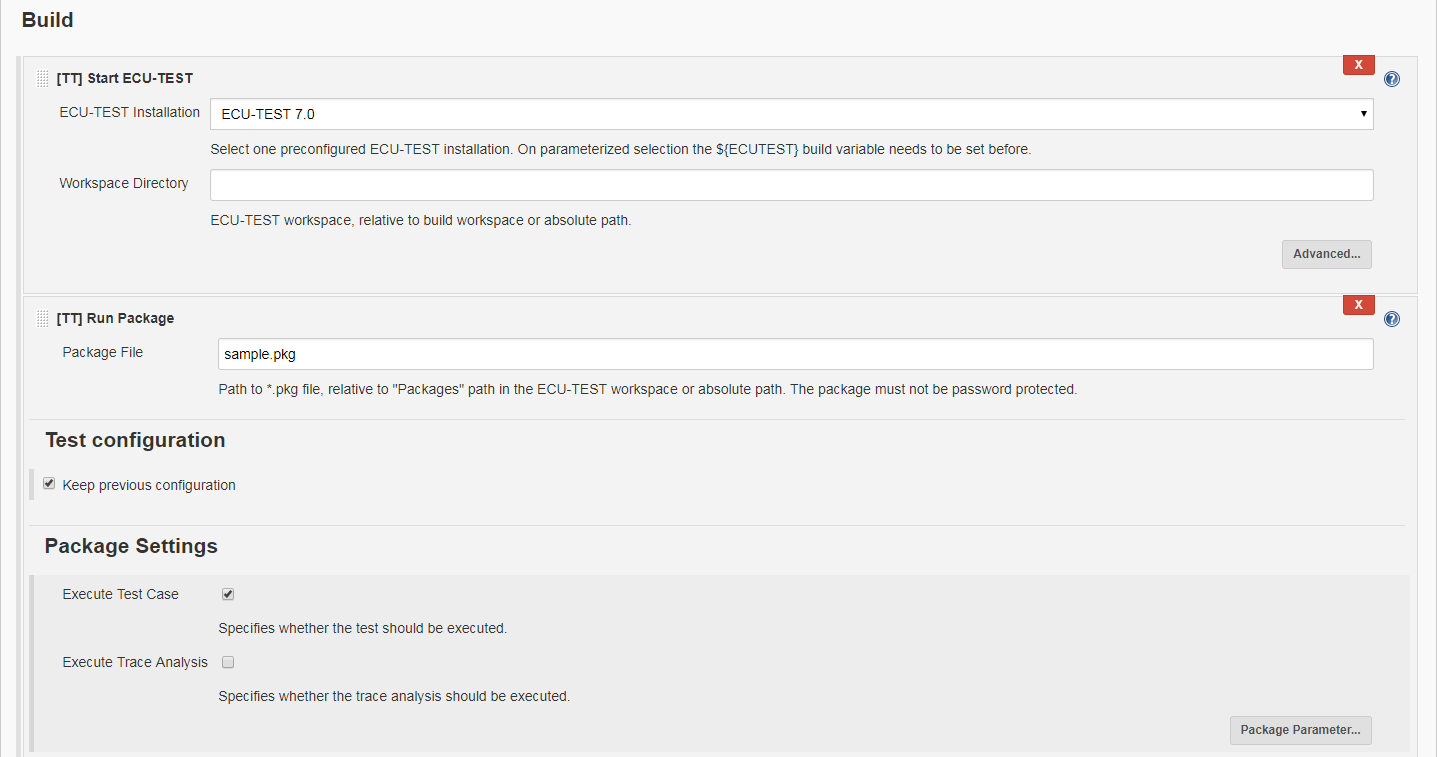 Build
[TT] Start ECU-TEST
X
?
ECU-TEST Installation
ECU-TEST 7.0
Select one preconfigured ECU-TEST installation. On parameterized selection the ${ECUTEST} build variable needs to be set before.
Workspace Directory
ECU-TEST workspace, relative to build workspace or absolute path.
Advanced...
[TT] Run Package
X
?
Package File
sample.pkg
Path to *.pkg file, relative to "Packages" path in the ECU-TEST workspace or absolute path. The package must not be password protected.
Test configuration
Keep previous configuration
Package Settings
Execute Test Case
Specifies whether the test should be executed.
Execute Trace Analysis
Specifies whether the trace analysis should be executed.
Package Parameter...